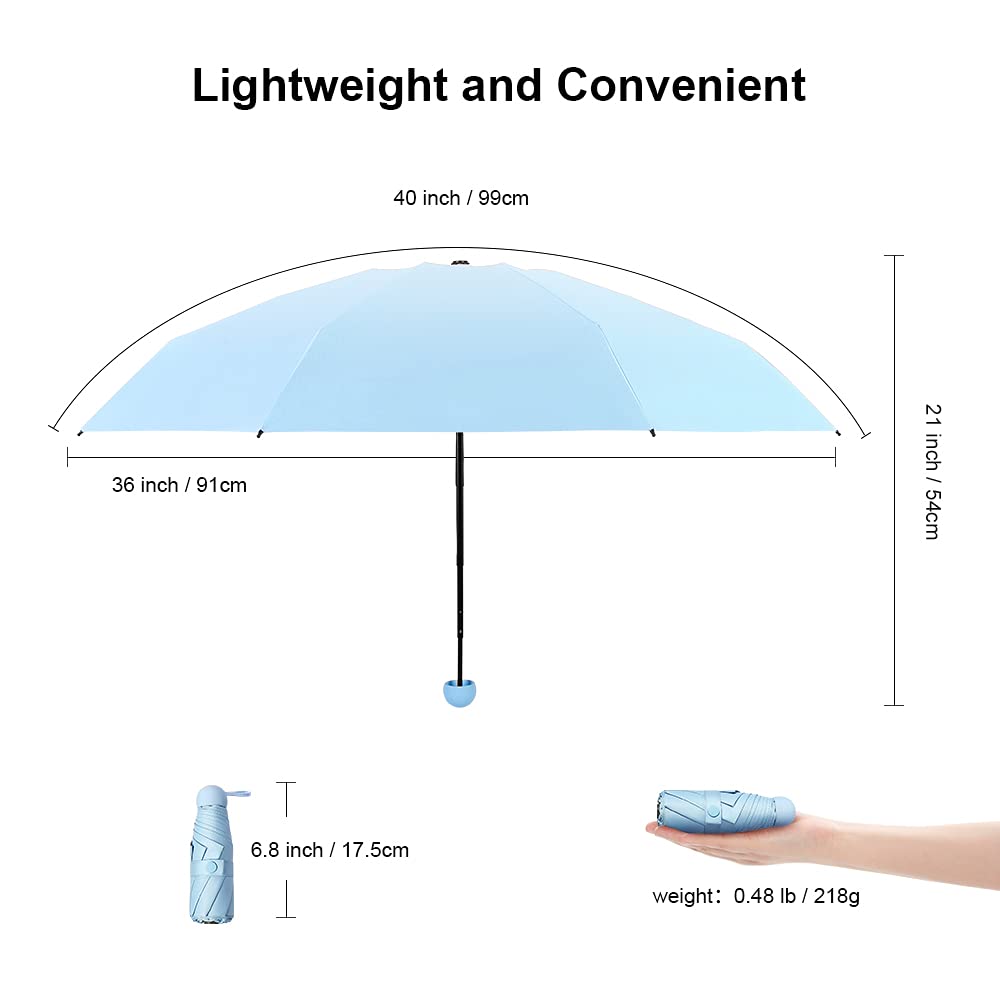 Lightweight and Convenient
40 inch / 99cm
36 inch / 91cm
21 inch / 54cm
6.8 inch / 17.5cm
weight：0.48 lb / 218g